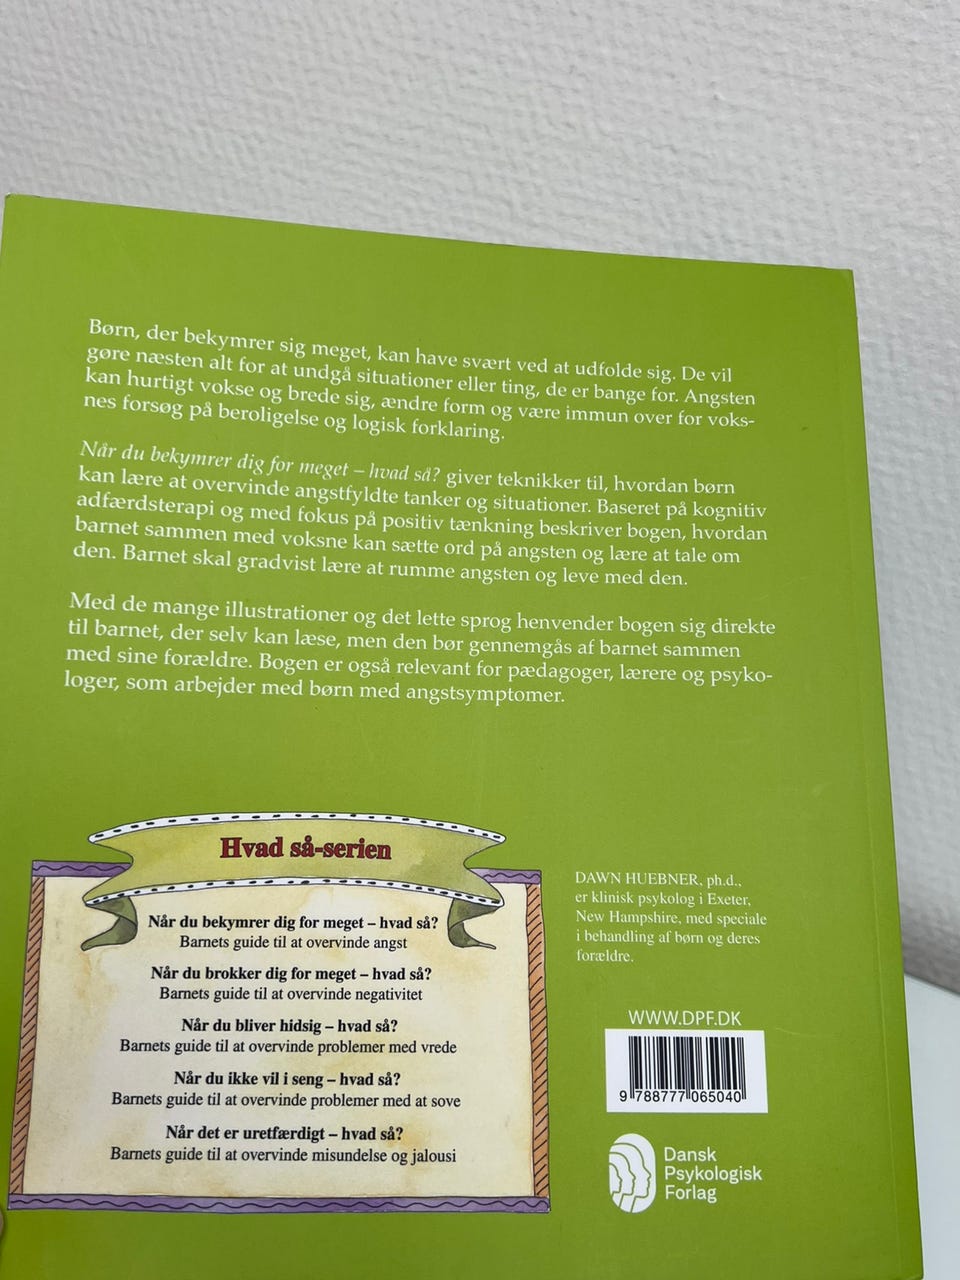 Børn, der bekymrer sig meget, kan have svært ved at udfolde sig. De vil
gøre næsten alt for at undgå situationer eller ting, de er bange for. Angsten
kan hurtigt vokse og brede sig, ændre form og være immun over for voks-
nes forsøg på beroligelse og logisk forklaring.
Når du bekymrer dig for meget – hvad så? giver teknikker til, hvordan børn
kan lære at overvinde angstfyldte tanker og situationer. Baseret på kognitiv
adfærdsterapi og med fokus på positiv tænkning beskriver bogen, hvordan
barnet sammen med voksne kan sætte ord på angsten og lære at tale om
den. Barnet skal gradvist lære at rumme angsten og leve med den.
Med de mange illustrationer og det lette sprog henvender bogen sig direkte
til barnet, der selv kan læse, men den bør gennemgås af barnet sammen
med sine forældre. Bogen er også relevant for pædagoger, lærere og psyko-
loger, som arbejder med børn med angstsymptomer.
Hvad så-serien
Når du bekymrer dig for meget – hvad så?
Barnets guide til at overvinde angst
Når du brokker dig for meget – hvad så?
Barnets guide til at overvinde negativitet
Når du bliver hidsig – hvad så?
Barnets guide til at overvinde problemer med vrede
Når du ikke vil i seng – hvad så?
Barnets guide til at overvinde problemer med at sove
Når det er uretfærdigt – hvad så?
Barnets guide til at overvinde misundelse og jalousi
DAWN HUEBNER, ph.d.,
er klinisk psykolog i Exeter,
New Hampshire, med speciale
i behandling af børn og deres
forældre.
WWW.DPF.DK
9 788777 065040
Dansk
Psykologisk
Forlag